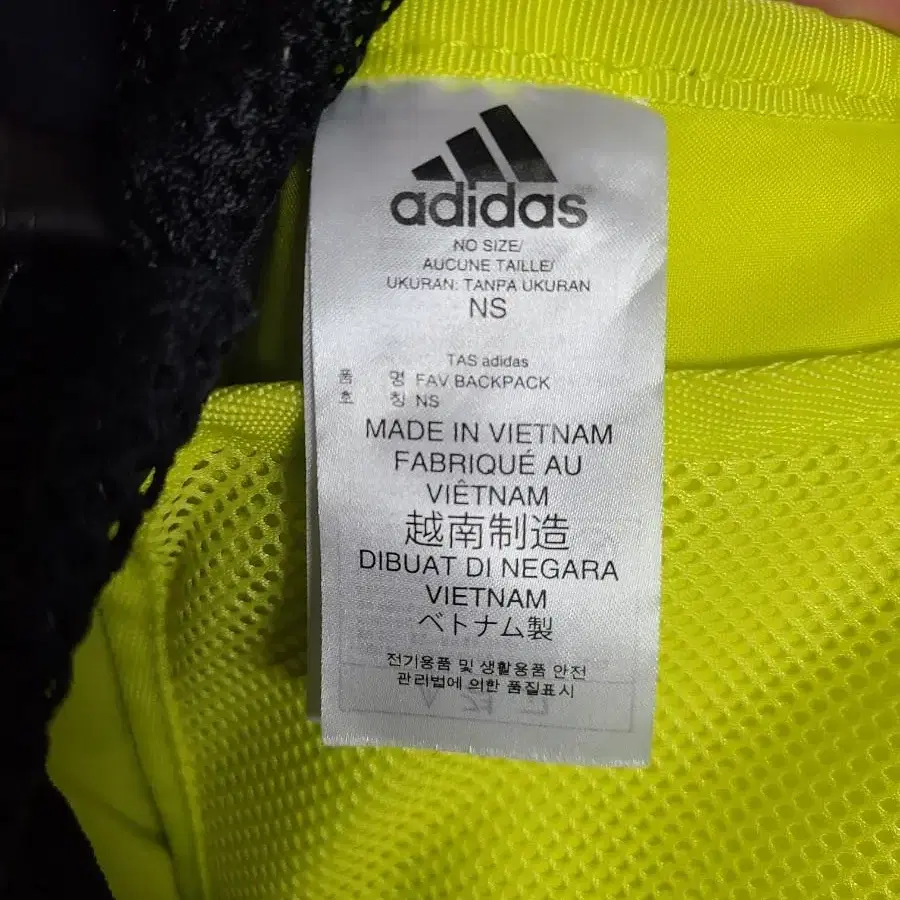 adidas
NO SIZE/
AUCUNE TAILLE/
UKURAN: TANPA UKURAN
NS
TAS adidas
품 명 FAV BACKPACK
호 칭 NS
MADE IN VIETNAM
FABRIQUÉ AU
VIÊTNAM
越南制造
DIBUAT DI NEGARA
VIETNAM
ベトナム製
전기용품 및 생활용품 안전
관리법에 의한 품질표시